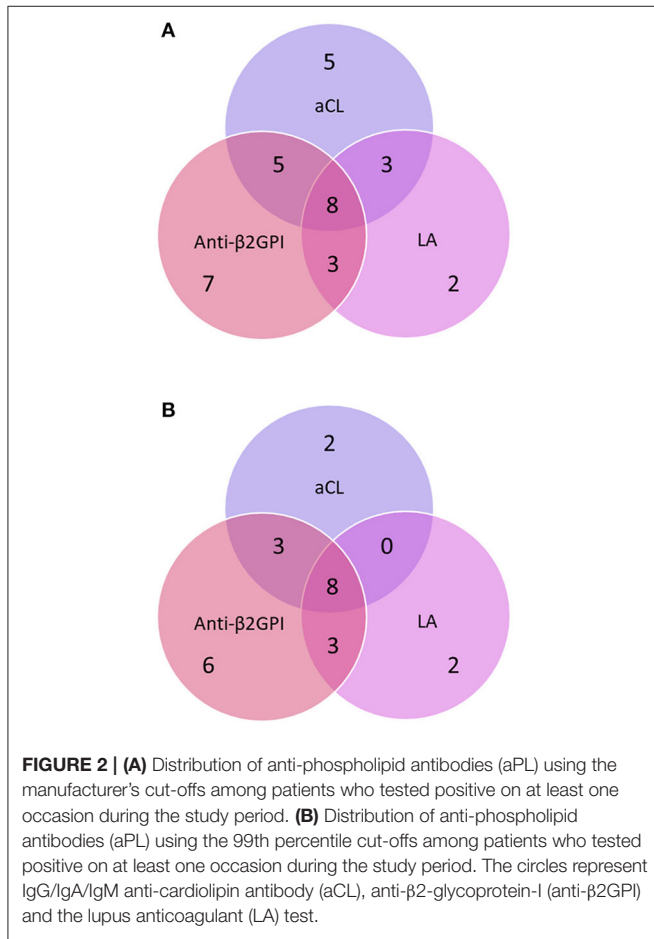 A
5
aCL
5
3
8
Anti-β2GPI
LA
3
7
2
B
2
aCL
3
0
8
Anti-β2GPI
LA
3
6
2
FIGURE 2 | (A) Distribution of anti-phospholipid antibodies (aPL) using the
manufacturer's cut-offs among patients who tested positive on at least one
occasion during the study period. (B) Distribution of anti-phospholipid
antibodies (aPL) using the 99th percentile cut-offs among patients who tested
positive on at least one occasion during the study period. The circles represent
IgG/IgA/IgM anti-cardiolipin antibody (aCL), anti-β2-glycoprotein-I (anti-β2GPI)
and the lupus anticoagulant (LA) test.